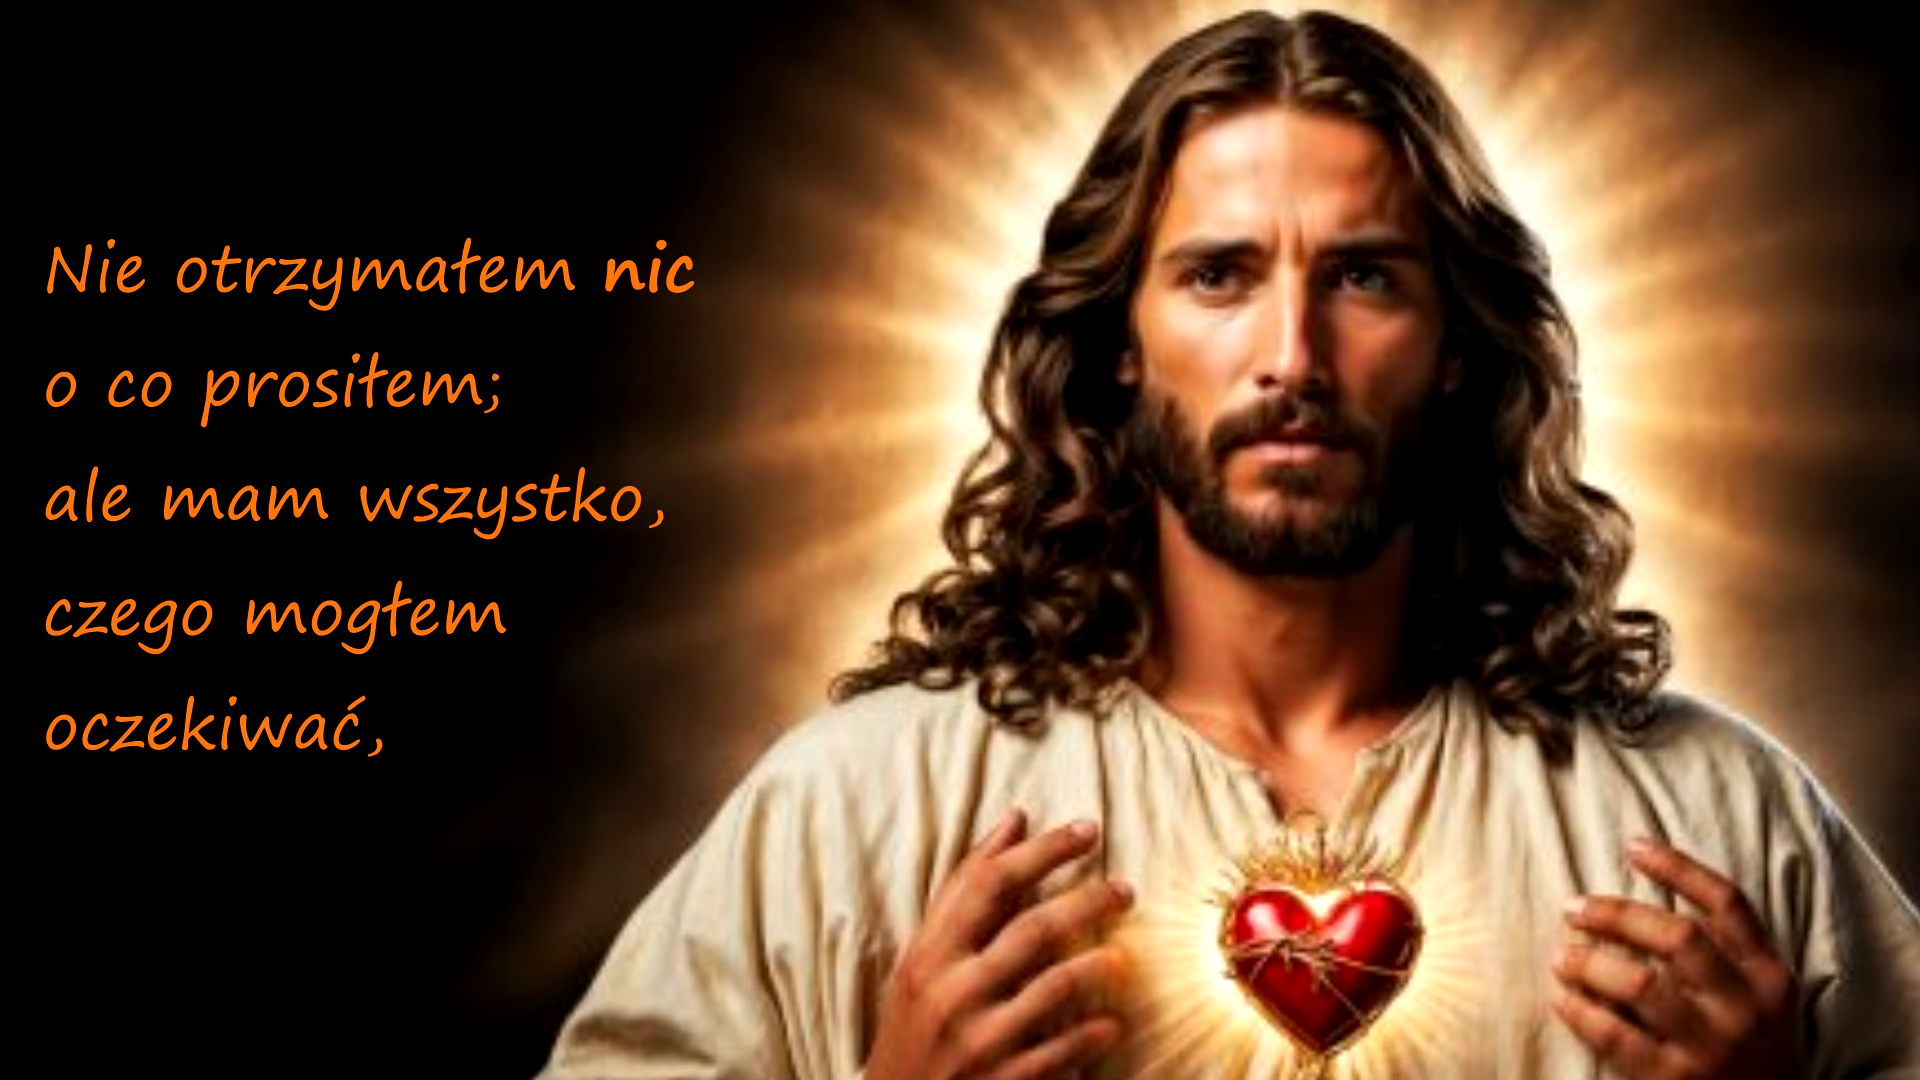 Nie otrzymałem nic
o co prosiłem;
ale mam wszystko,
czego mogłem
oczekiwać,